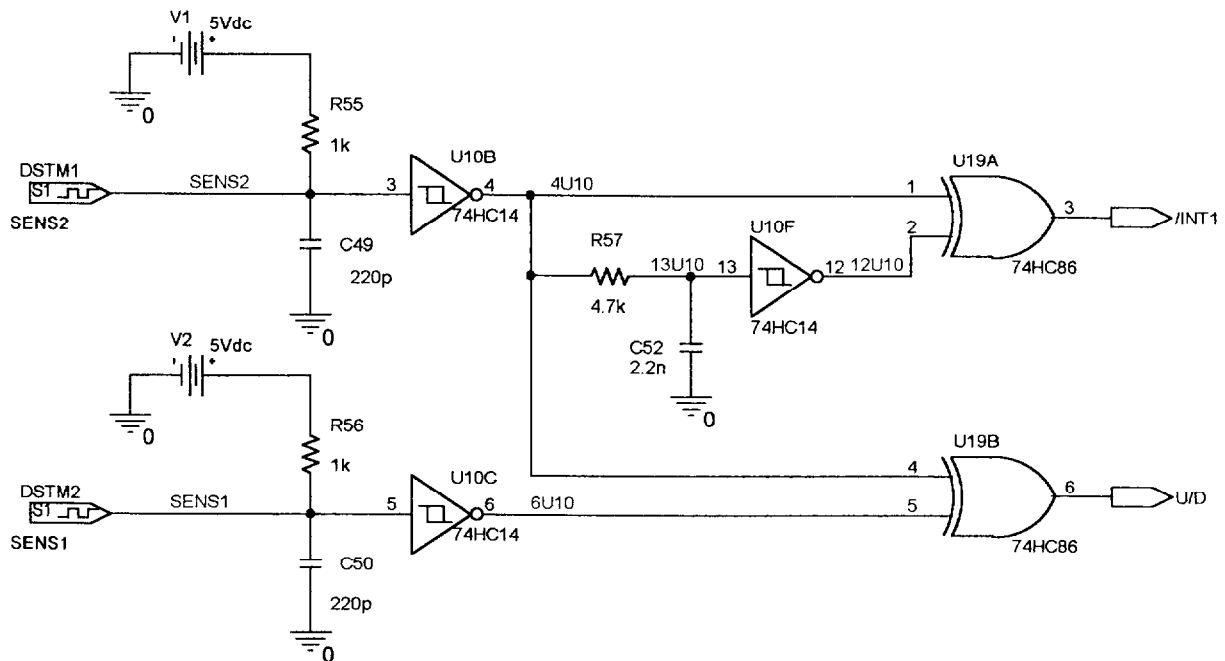 V1
5Vdc
0
R55
1k
DSTM1
S1
SENS2
SENS2
3
U10B
4
74HC14
4U10
C49
220p
0
R57
4.7k
13U10
13
U10F
12
74HC14
12U10
C52
2.2n
0
1
2
U19A
3
74HC86
/INT1
V2
5Vdc
0
R56
1k
DSTM2
S1
SENS1
SENS1
5
U10C
6
74HC14
6U10
C50
220p
0
4
5
U19B
6
74HC86
U/D